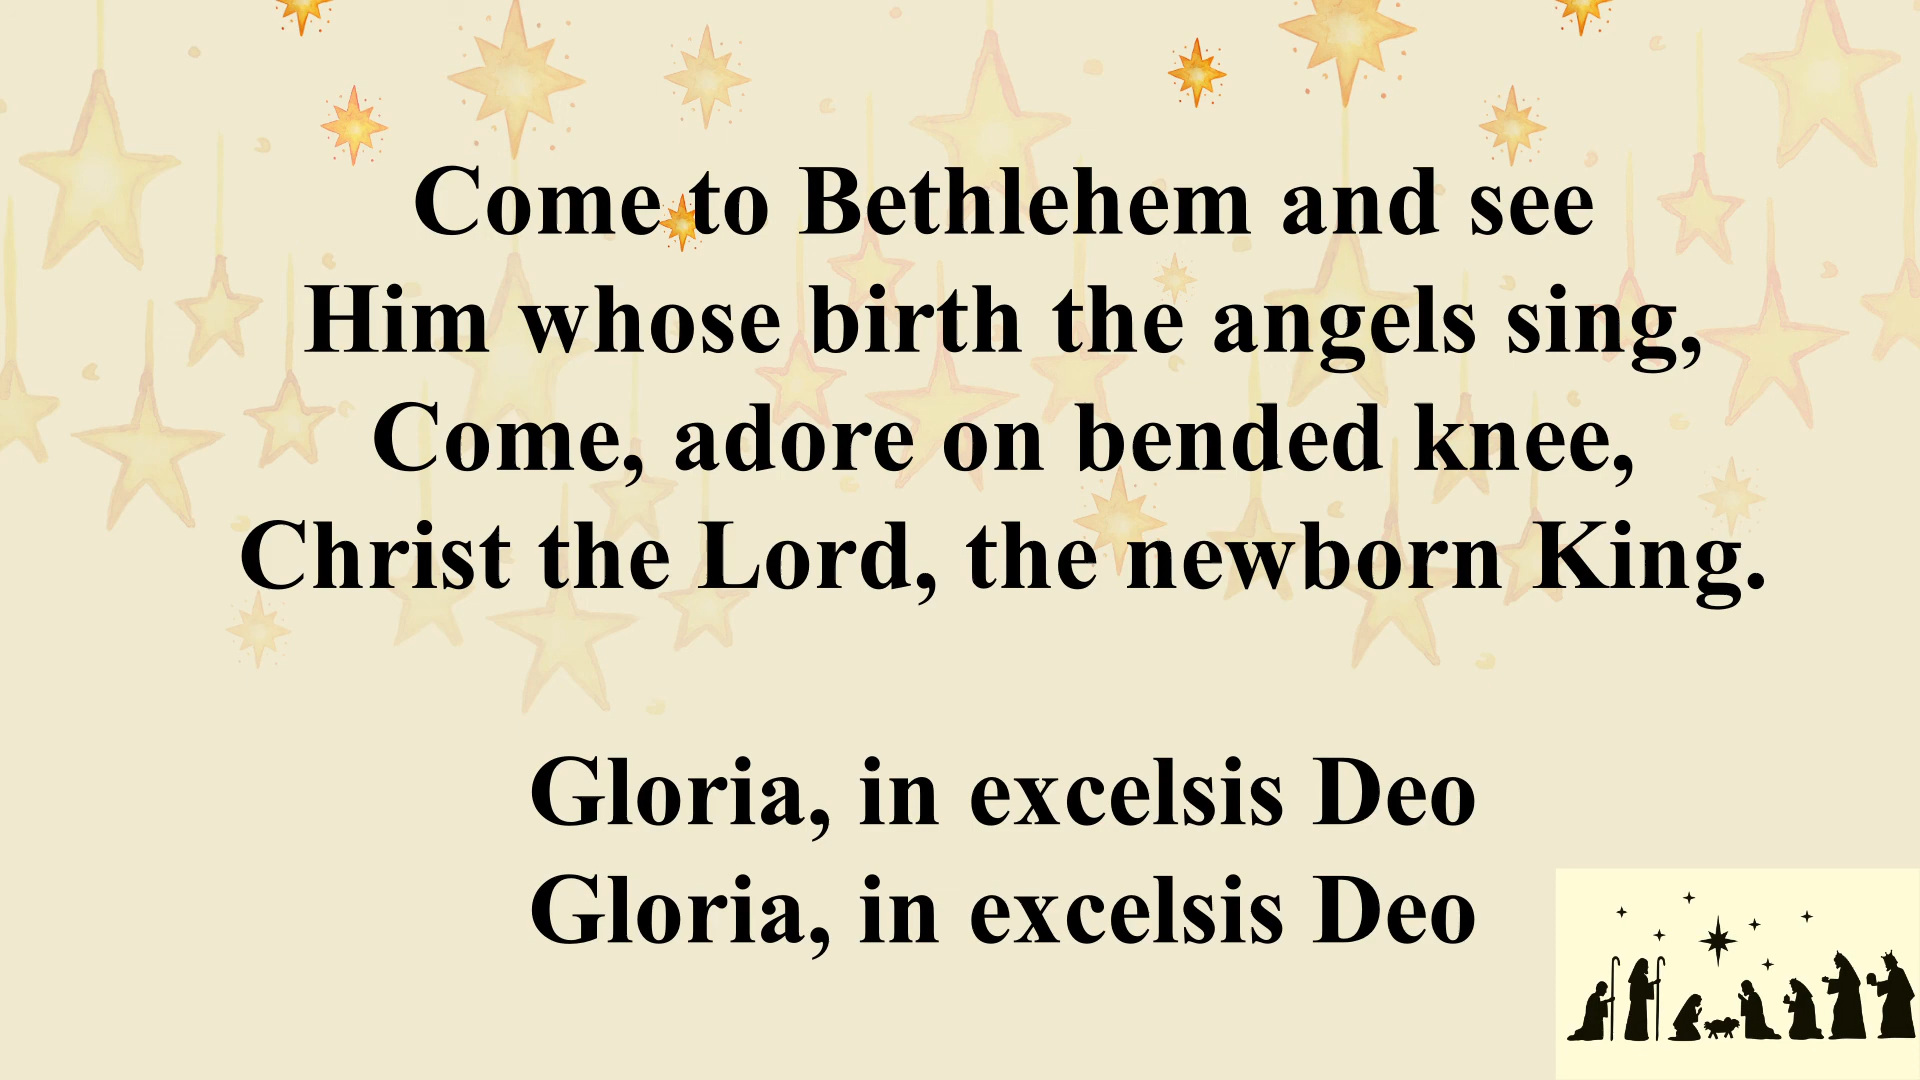 Come to Bethlehem and see
Him whose birth the angels sing,
Come, adore on bended knee,
Christ the Lord, the newborn King.
Gloria, in excelsis Deo
Gloria, in excelsis Deo